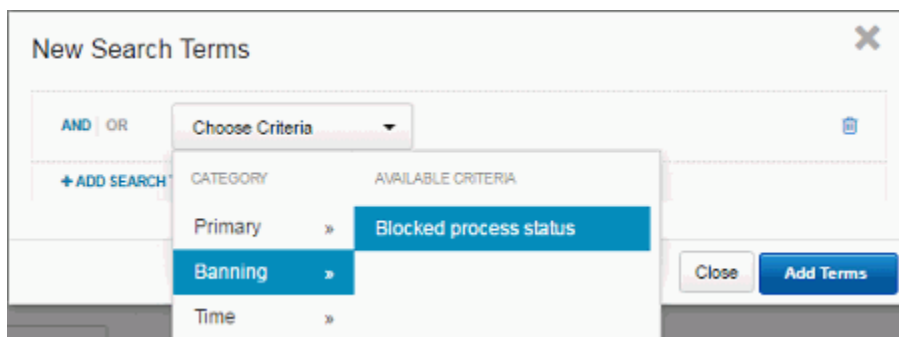 New Search Terms
AND OR Choose Criteria
+ ADD SEARCH
CATEGORY AVAILABLE CRITERIA
Primary »
Blocked process status
Banning »
Close Add Terms
Time »